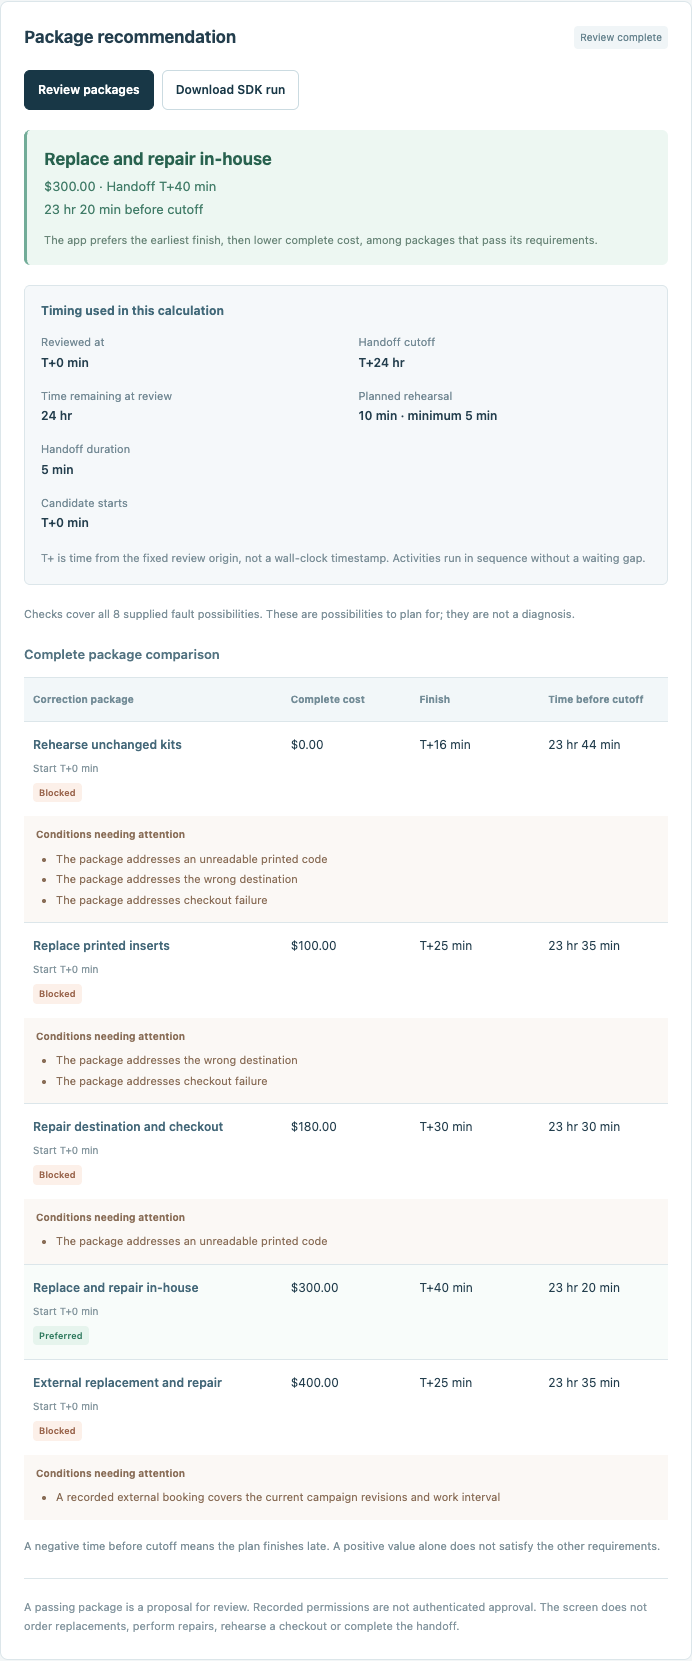 Package recommendation
Review complete
Review packages
Download SDK run
Replace and repair in-house
$300.00 · Handoff T+40 min
23 hr 20 min before cutoff
The app prefers the earliest finish, then lower complete cost, among packages that pass its requirements.
Timing used in this calculation
Reviewed at
T+0 min
Handoff cutoff
T+24 hr
Time remaining at review
24 hr
Planned rehearsal
10 min · minimum 5 min
Handoff duration
5 min
Candidate starts
T+0 min
T+ is time from the fixed review origin, not a wall-clock timestamp. Activities run in sequence without a waiting gap.
Checks cover all 8 supplied fault possibilities. These are possibilities to plan for; they are not a diagnosis.
Complete package comparison
Correction package Complete cost Finish Time before cutoff
Rehearse unchanged kits $0.00 T+16 min 23 hr 44 min
Start T+0 min
Blocked
Conditions needing attention
• The package addresses an unreadable printed code
• The package addresses the wrong destination
• The package addresses checkout failure
Replace printed inserts $100.00 T+25 min 23 hr 35 min
Start T+0 min
Blocked
Conditions needing attention
• The package addresses the wrong destination
• The package addresses checkout failure
Repair destination and checkout $180.00 T+30 min 23 hr 30 min
Start T+0 min
Blocked
Conditions needing attention
• The package addresses an unreadable printed code
Replace and repair in-house $300.00 T+40 min 23 hr 20 min
Start T+0 min
Preferred
External replacement and repair $400.00 T+25 min 23 hr 35 min
Start T+0 min
Blocked
Conditions needing attention
• A recorded external booking covers the current campaign revisions and work interval
A negative time before cutoff means the plan finishes late. A positive value alone does not satisfy the other requirements.
A passing package is a proposal for review. Recorded permissions are not authenticated approval. The screen does not
order replacements, perform repairs, rehearse a checkout or complete the handoff.